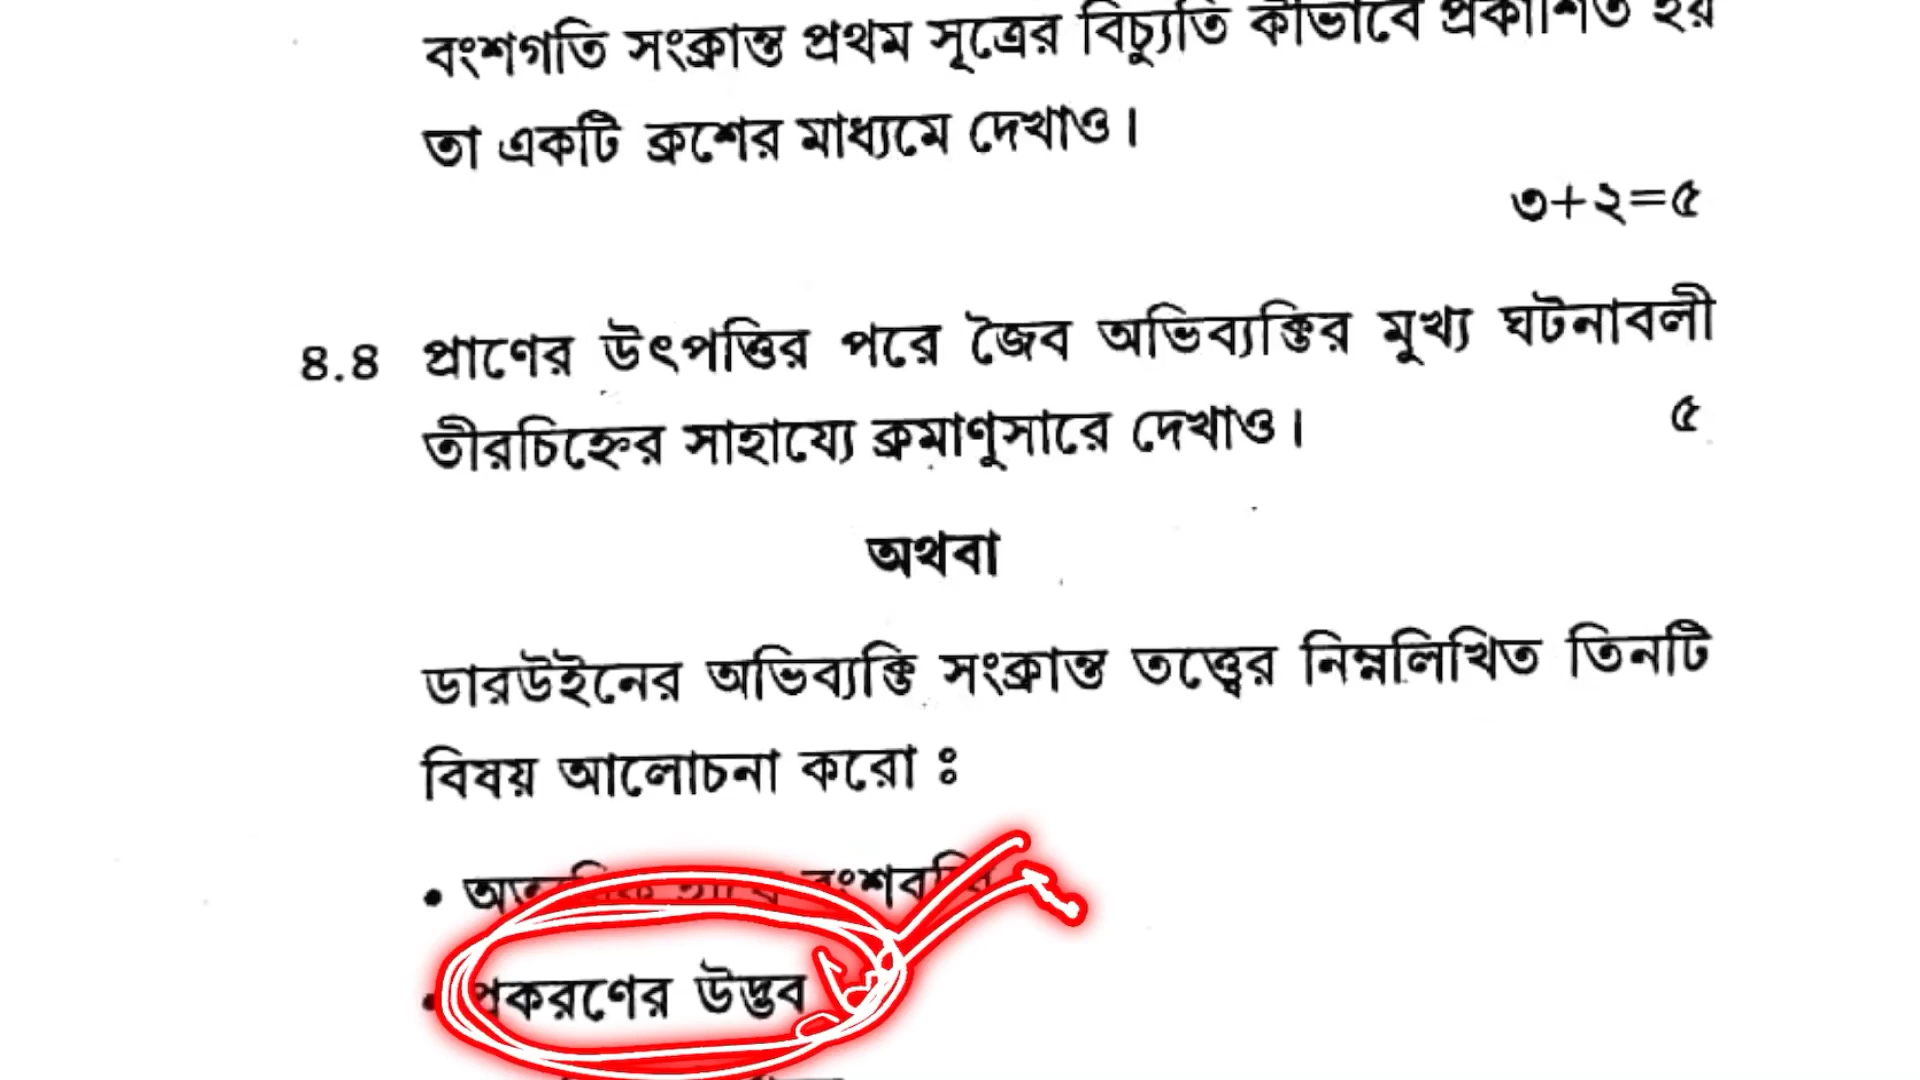 বংশগতি সংক্রান্ত প্রথম সূত্রের বিচ্যুতি কীভাবে প্রকাশিত হয়
তা একটি ক্রশের মাধ্যমে দেখাও।
৩+২=৫
৪.৪ প্রাণের উৎপত্তির পরে জৈব অভিব্যক্তির মুখ্য ঘটনাবলী
তীরচিহ্নের সাহায্যে ক্রমাণুসারে দেখাও। ৫
অথবা
ডারউইনের অভিব্যক্তি সংক্রান্ত তত্ত্বের নিম্নলিখিত তিনটি
বিষয় আলোচনা করো ঃ
• হারে
• প্রকরণের উদ্ভব